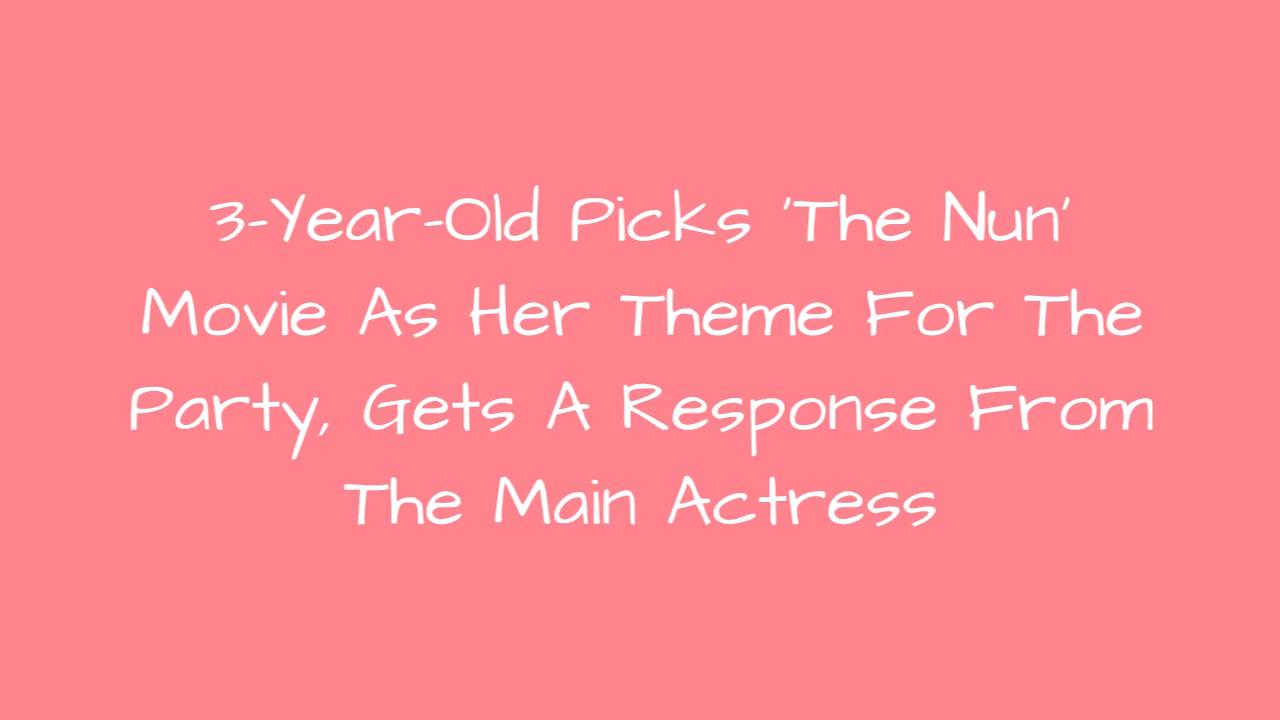 3-Year-Old Picks 'The Nun'
Movie As Her Theme For The
Party, Gets A Response From
The Main Actress